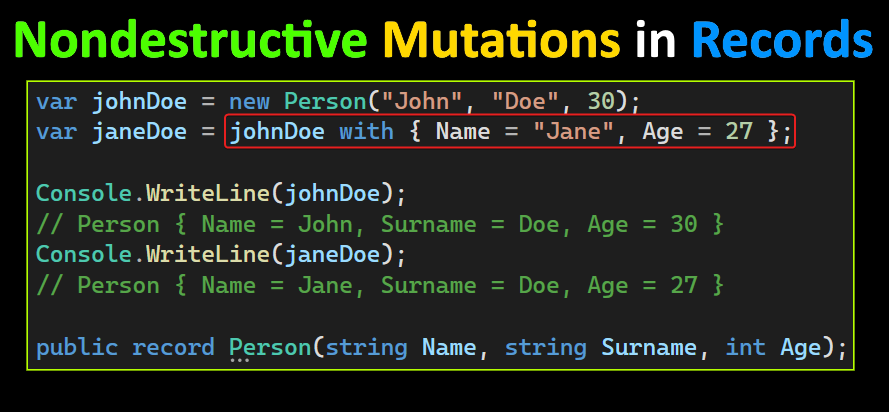 Nondestructive Mutations in Records
var johnDoe = new Person("John", "Doe", 30);
var janeDoe = johnDoe with { Name = "Jane", Age = 27 };
Console.WriteLine(johnDoe);
// Person { Name = John, Surname = Doe, Age = 30 }
Console.WriteLine(janeDoe);
// Person { Name = Jane, Surname = Doe, Age = 27 }
public record Person(string Name, string Surname, int Age);